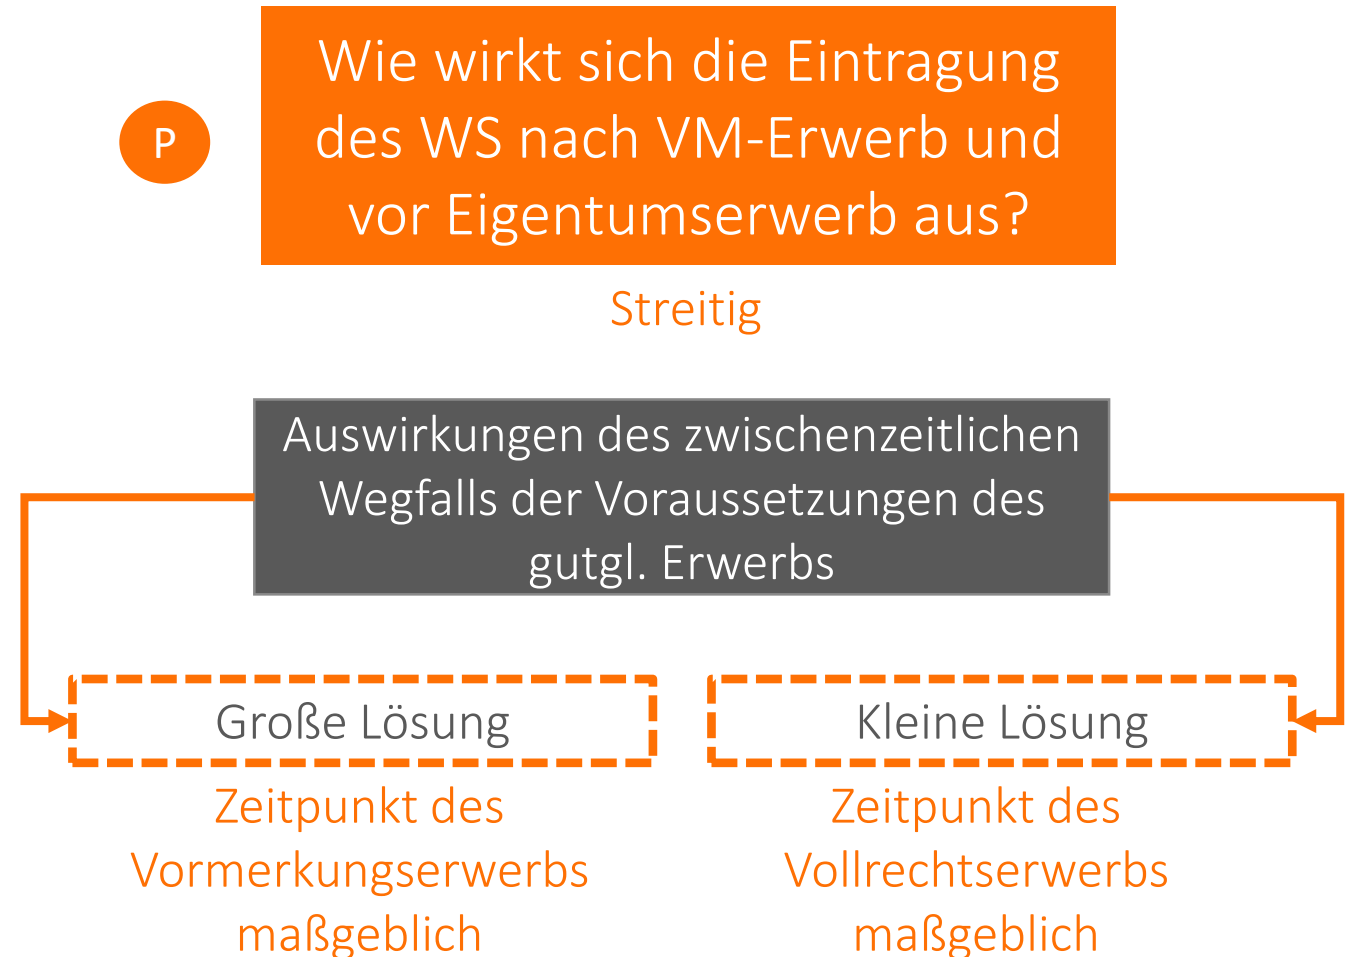 P
Wie wirkt sich die Eintragung
des WS nach VM-Erwerb und
vor Eigentumserwerb aus?
Streitig
Auswirkungen des zwischenzeitlichen
Wegfalls der Voraussetzungen des
gutgl. Erwerbs
Große Lösung
Zeitpunkt des
Vormerkungserwerbs
maßgeblich
Kleine Lösung
Zeitpunkt des
Vollrechtserwerbs
maßgeblich